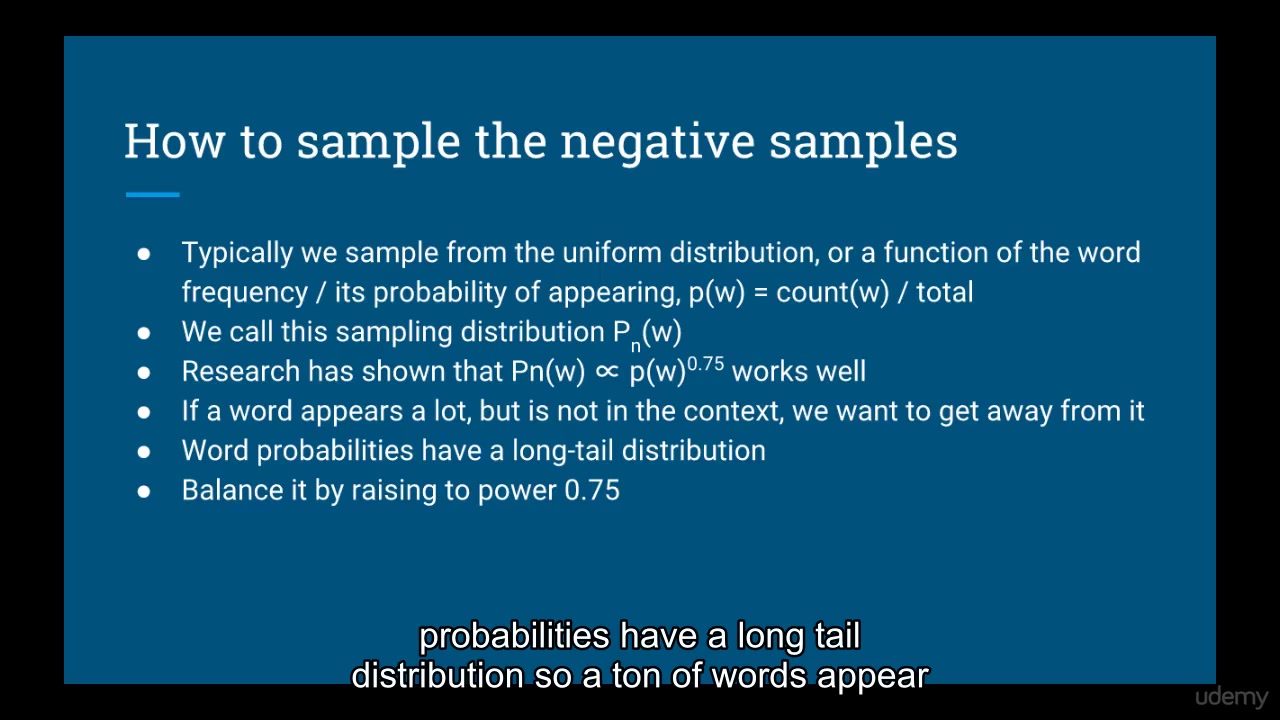 How to sample the negative samples
● Typically we sample from the uniform distribution, or a function of the word
frequency / its probability of appearing, p(w) = count(w) / total
● We call this sampling distribution Pₙ(w)
● Research has shown that Pn(w) ∝ p(w)^0.75 works well
● If a word appears a lot, but is not in the context, we want to get away from it
● Word probabilities have a long-tail distribution
● Balance it by raising to power 0.75
probabilities have a long tail
distribution so a ton of words appear
udemy